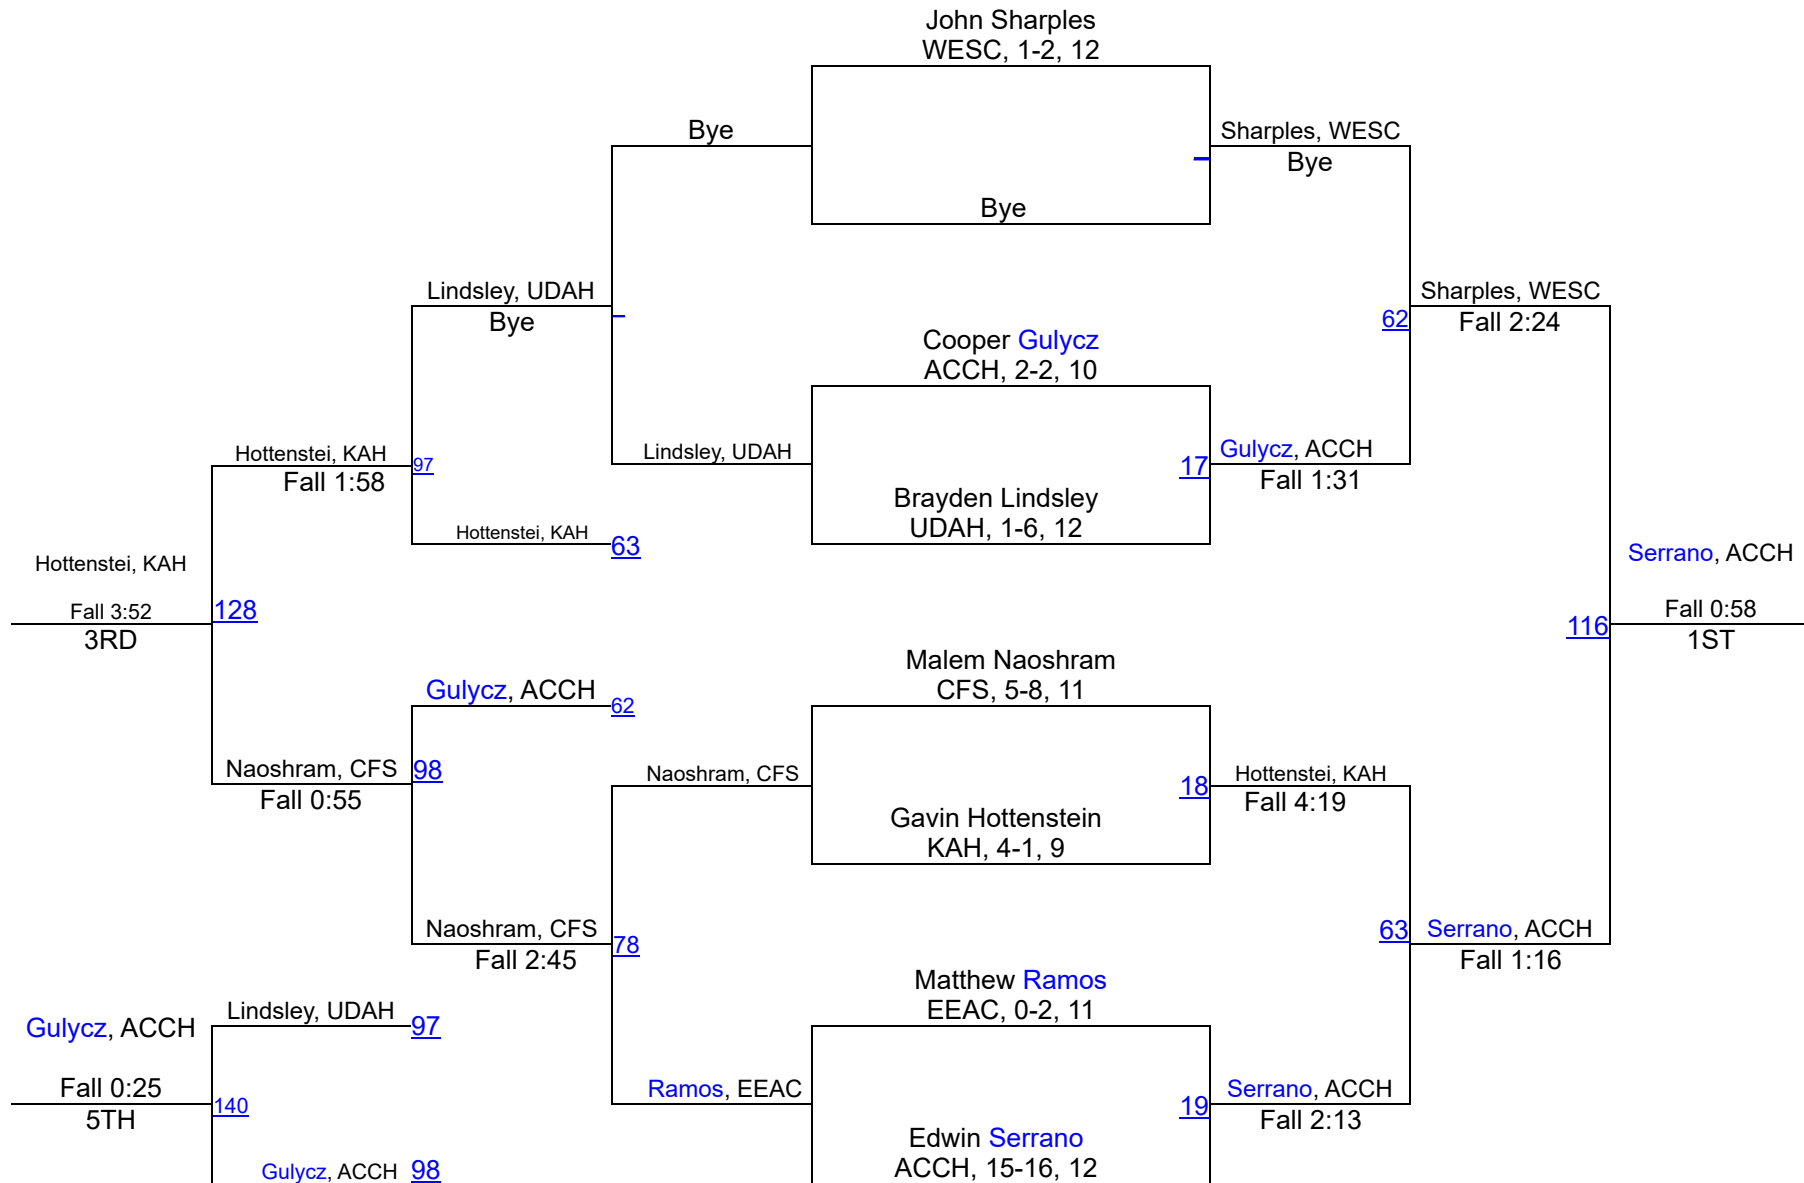 John Sharples
WESC, 1-2, 12
Bye
Sharples, WESC
Bye
Bye
Lindsley, UDAH
Bye
Sharples, WESC
Fall 2:24
62
Cooper Gulycz
ACCH, 2-2, 10
Hottenstei, KAH
Fall 1:58
97
Lindsley, UDAH
17
Gulycz, ACCH
Fall 1:31
Brayden Lindsley
UDAH, 1-6, 12
Hottenstei, KAH
63
Hottenstei, KAH
Fall 3:52
3RD
128
Serrano, ACCH
Fall 0:58
1ST
116
Malem Naoshram
CFS, 5-8, 11
Gulycz, ACCH
62
Naoshram, CFS
Fall 0:55
98
Naoshram, CFS
18
Hottenstei, KAH
Fall 4:19
Gavin Hottenstein
KAH, 4-1, 9
Naoshram, CFS
Fall 2:45
78
63
Serrano, ACCH
Fall 1:16
Matthew Ramos
EEAC, 0-2, 11
Gulycz, ACCH
Fall 0:25
5TH
Lindsley, UDAH
97
140
Ramos, EEAC
19
Serrano, ACCH
Fall 2:13
Edwin Serrano
ACCH, 15-16, 12
Gulycz, ACCH
98